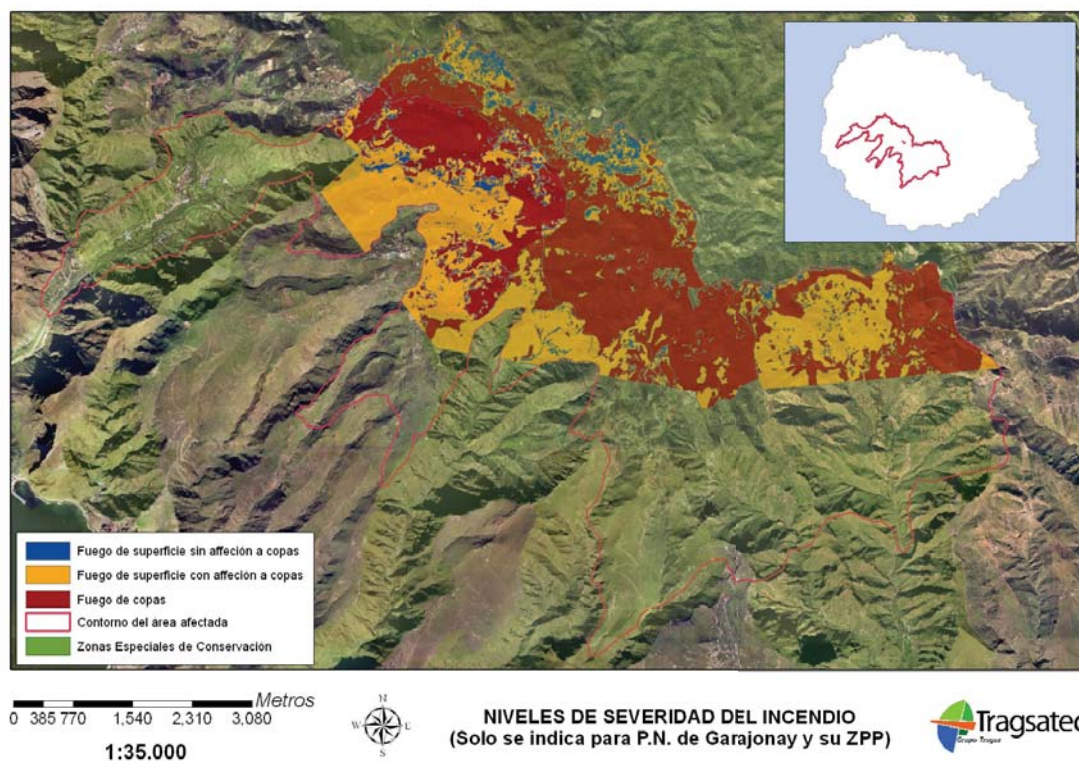 Fuego de superficie sin affeción a copas
Fuego de superficie con affeción a copas
Fuego de copas
Contorno del área afectada
Zonas Especiales de Conservación
Metros
0 385 770 1,540 2,310 3,080
1:35.000
N
W E
S
NIVELES DE SEVERIDAD DEL INCENDIO
(Solo se indica para P.N. de Garajonay y su ZPP)
Tragsatec
Grupo Tragsa